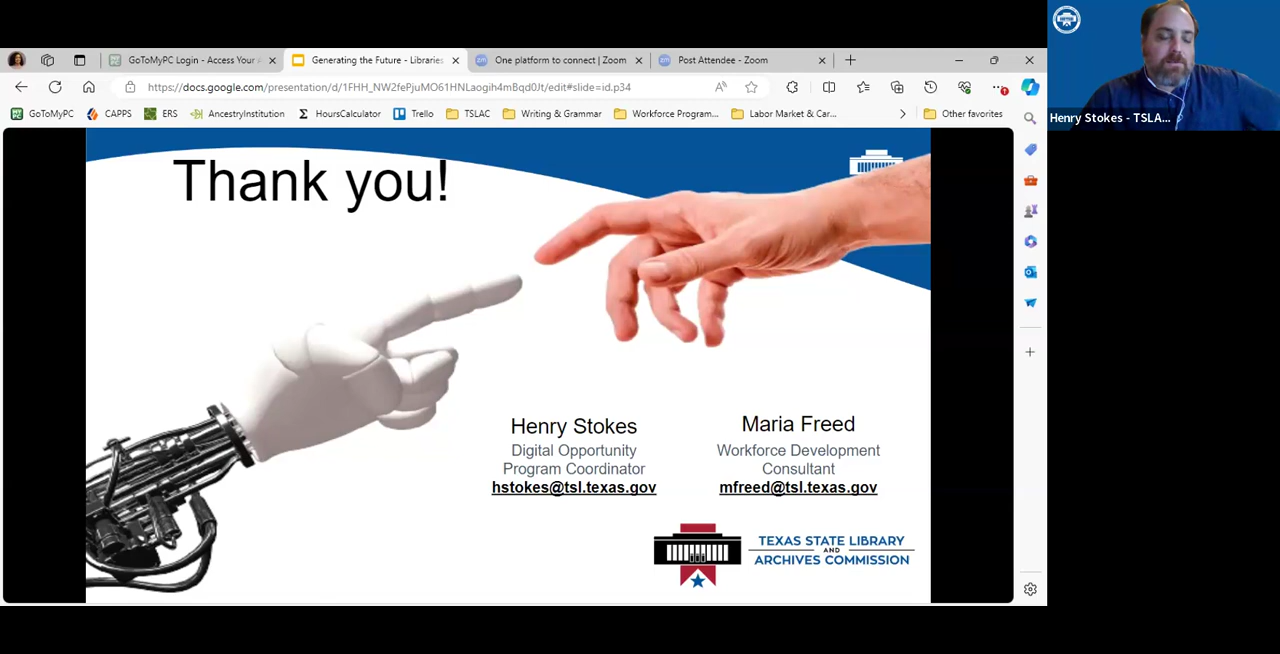 GoToMyPC Login - Access Your
Generating the Future - Libraries
One platform to connect | Zoom
Post Attendee - Zoom
https://docs.google.com/presentation/d/1FHH_NW2fePjuMO61HNLaogih4mBqd0Jt/edit#slide=id.p34
GoToMyPC
CAPPS
ERS
AncestryInstitution
HoursCalculator
Trello
TSLAC
Writing & Grammar
Workforce Program...
Labor Market & Car...
Other favorites
Henry Stokes - TSLA...
Thank you!
Henry Stokes
Digital Opportunity
Program Coordinator
hstokes@tsl.texas.gov
Maria Freed
Workforce Development
Consultant
mfreed@tsl.texas.gov
TEXAS STATE LIBRARY
AND
ARCHIVES COMMISSION